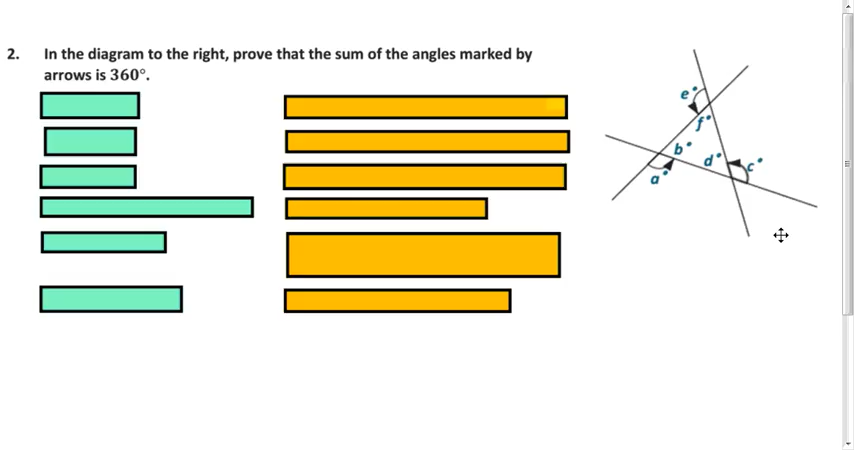 2. In the diagram to the right, prove that the sum of the angles marked by
arrows is 360°.
e°
f°
b°
d°
c°
a°